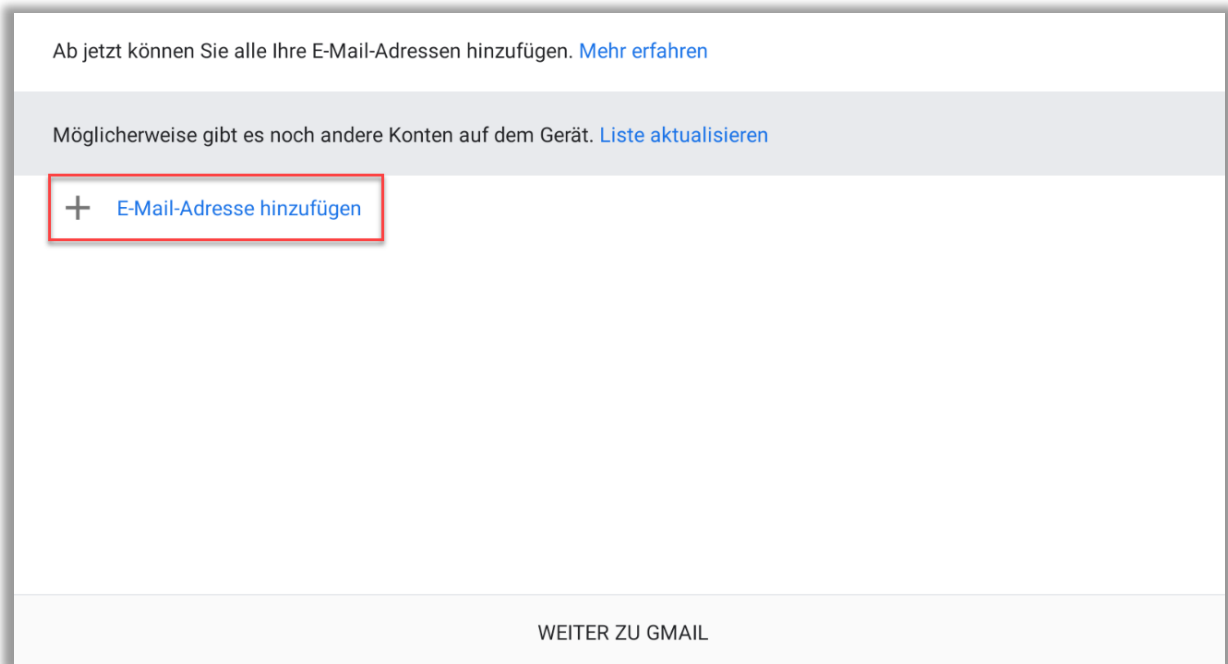 Ab jetzt können Sie alle Ihre E-Mail-Adressen hinzufügen. Mehr erfahren
Möglicherweise gibt es noch andere Konten auf dem Gerät. Liste aktualisieren
E-Mail-Adresse hinzufügen
WEITER ZU GMAIL